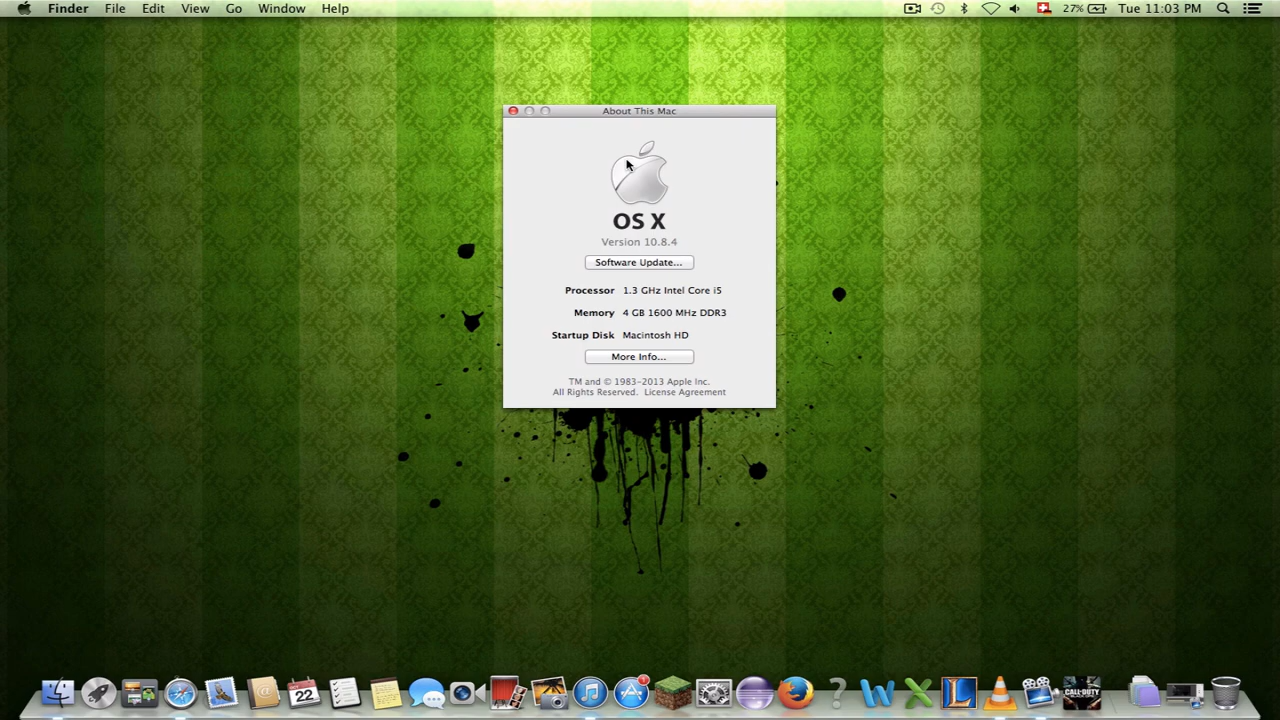 Finder File Edit View Go Window Help 27% Tue 11:03 PM
About This Mac
OS X
Version 10.8.4
Software Update...
Processor 1.3 GHz Intel Core i5
Memory 4 GB 1600 MHz DDR3
Startup Disk Macintosh HD
More Info...
TM and © 1983-2013 Apple Inc.
All Rights Reserved. License Agreement
22
1
CALL OF DUTY